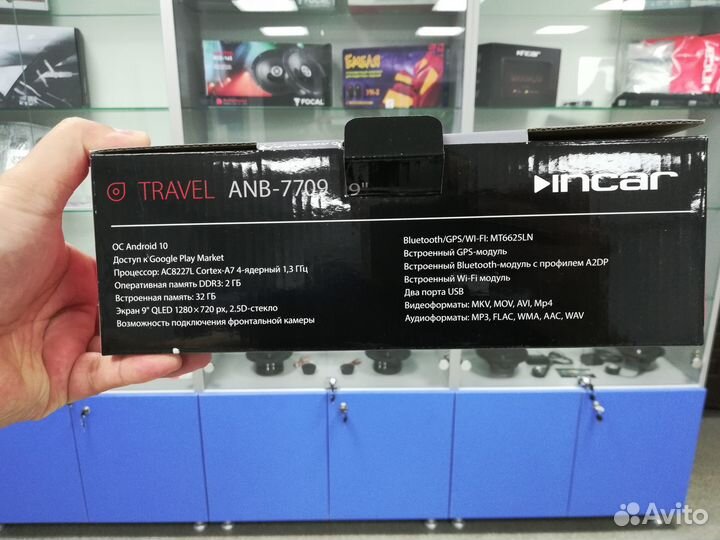 FOCAL
ЕЖБАЯ
УК-2
INCAR
TRAVEL ANB-7709 9"
incar
ОС Android 10
Доступ к Google Play Market
Процессор: AC8227L Cortex-A7 4-ядерный 1,3 ГГц
Оперативная память DDR3: 2 ГБ
Встроенная память: 32 ГБ
Экран 9" QLED 1280×720 px, 2.5D-стекло
Возможность подключения фронтальной камеры
Bluetooth/GPS/WI-FI: MT6625LN
Встроенный GPS-модуль
Встроенный Bluetooth-модуль с профилем A2DP
Встроенный Wi-Fi модуль
Два порта USB
Видеоформаты: MKV, MOV, AVI, Mp4
Аудиоформаты: MP3, FLAC, WMA, AAC, WAV
Avito